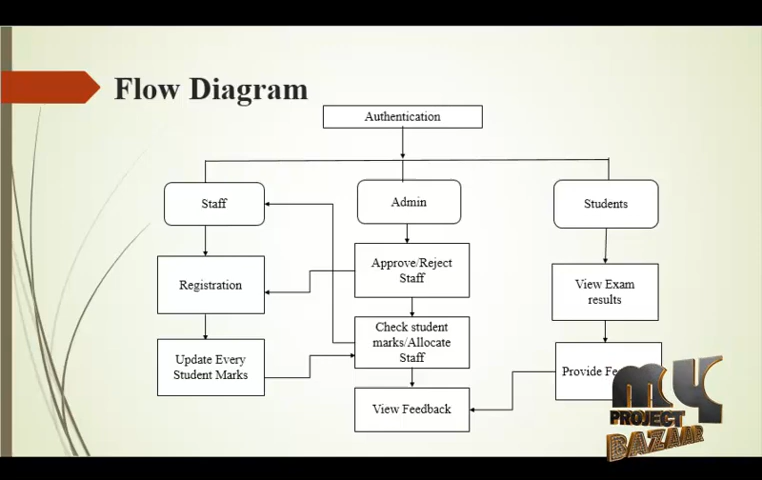 Flow Diagram
Authentication
Staff
Admin
Students
Approve/Reject
Staff
Registration
View Exam
results
Check student
marks/Allocate
Staff
Update Every
Student Marks
Provide
View Feedback
MY
PROJECT
BAZAAR